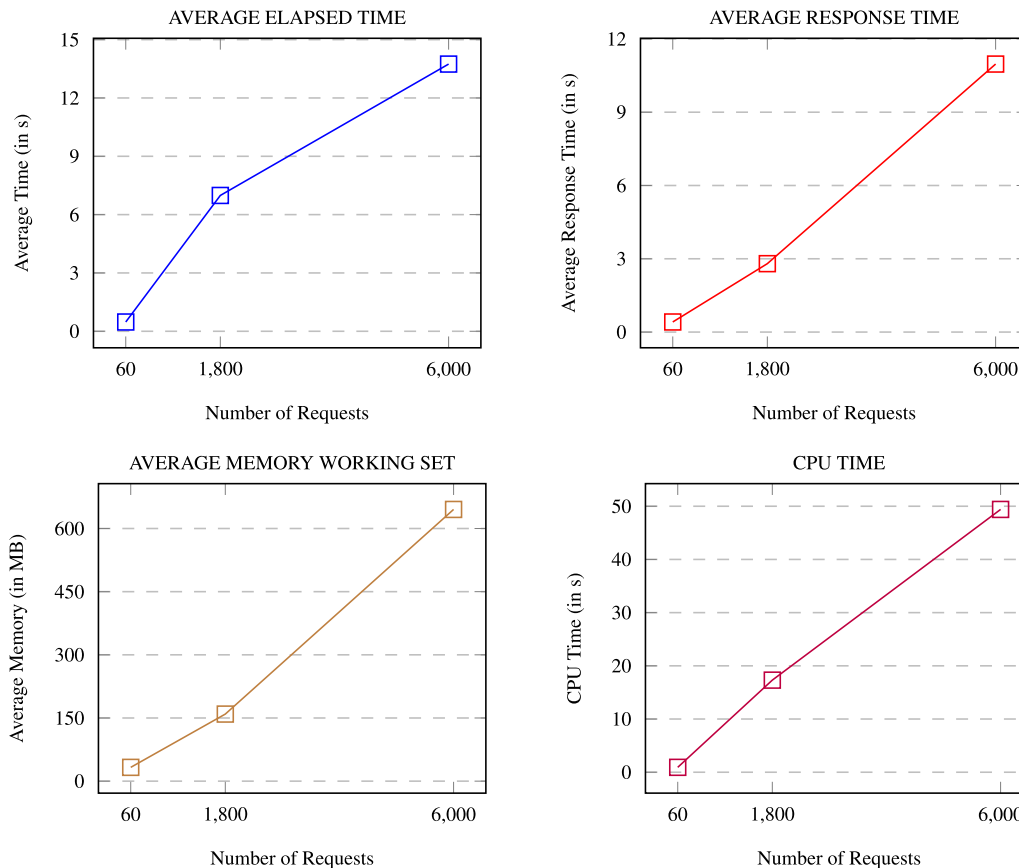 AVERAGE ELAPSED TIME
15
12
9
6
3
0
Average Time (in s)
60 1,800 6,000
Number of Requests
AVERAGE RESPONSE TIME
12
9
6
3
0
Average Response Time (in s)
60 1,800 6,000
Number of Requests
AVERAGE MEMORY WORKING SET
600
450
300
150
0
Average Memory (in MB)
60 1,800 6,000
Number of Requests
CPU TIME
50
40
30
20
10
0
CPU Time (in s)
60 1,800 6,000
Number of Requests